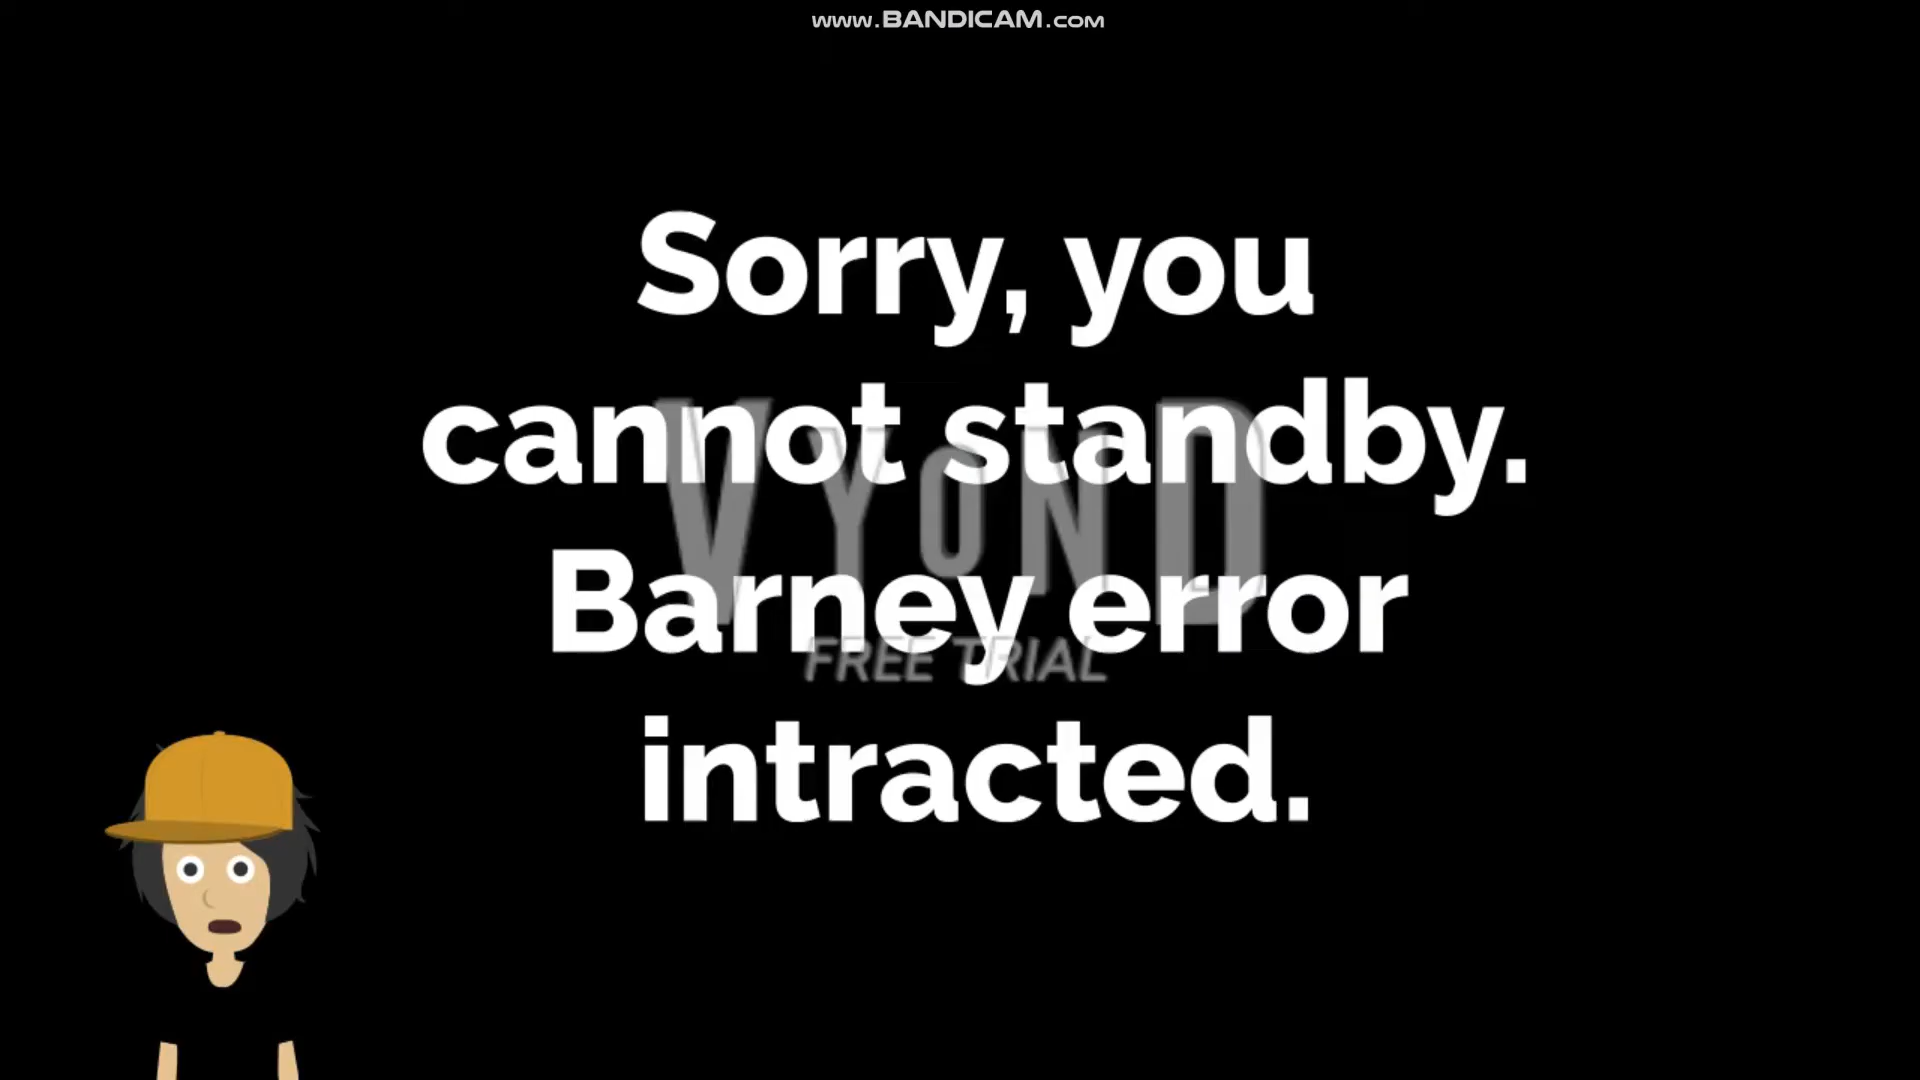 www.BANDICAM.com
Sorry, you
cannot standby.
VYOND
Barney error
FREE TRIAL
intracted.